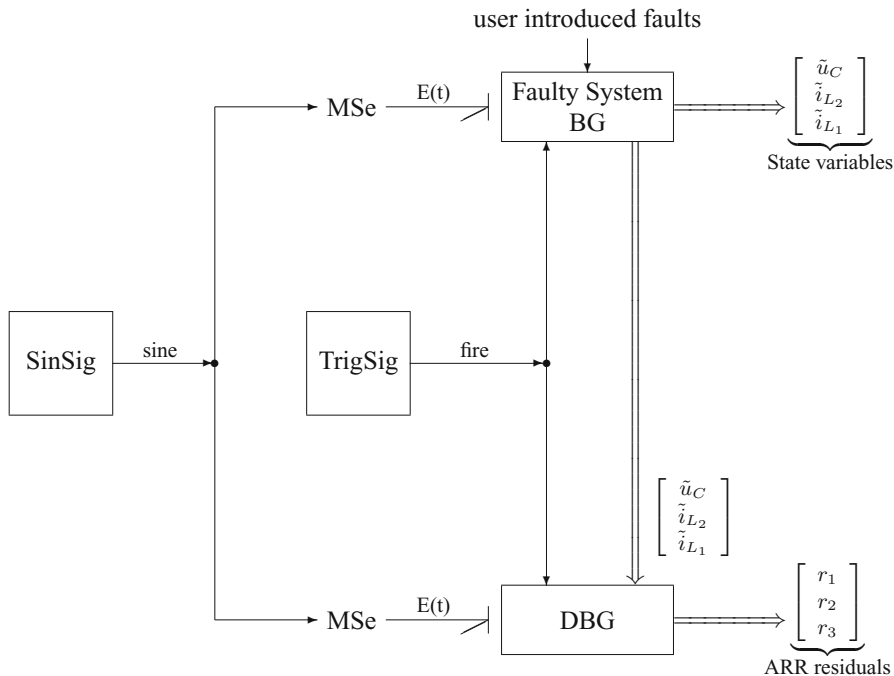 user introduced faults
MSe
E(t)
Faulty System
BG
ũ_C
ĩ_{L_2}
ĩ_{L_1}
State variables
SinSig
sine
TrigSig
fire
ũ_C
ĩ_{L_2}
ĩ_{L_1}
MSe
E(t)
DBG
r_1
r_2
r_3
ARR residuals